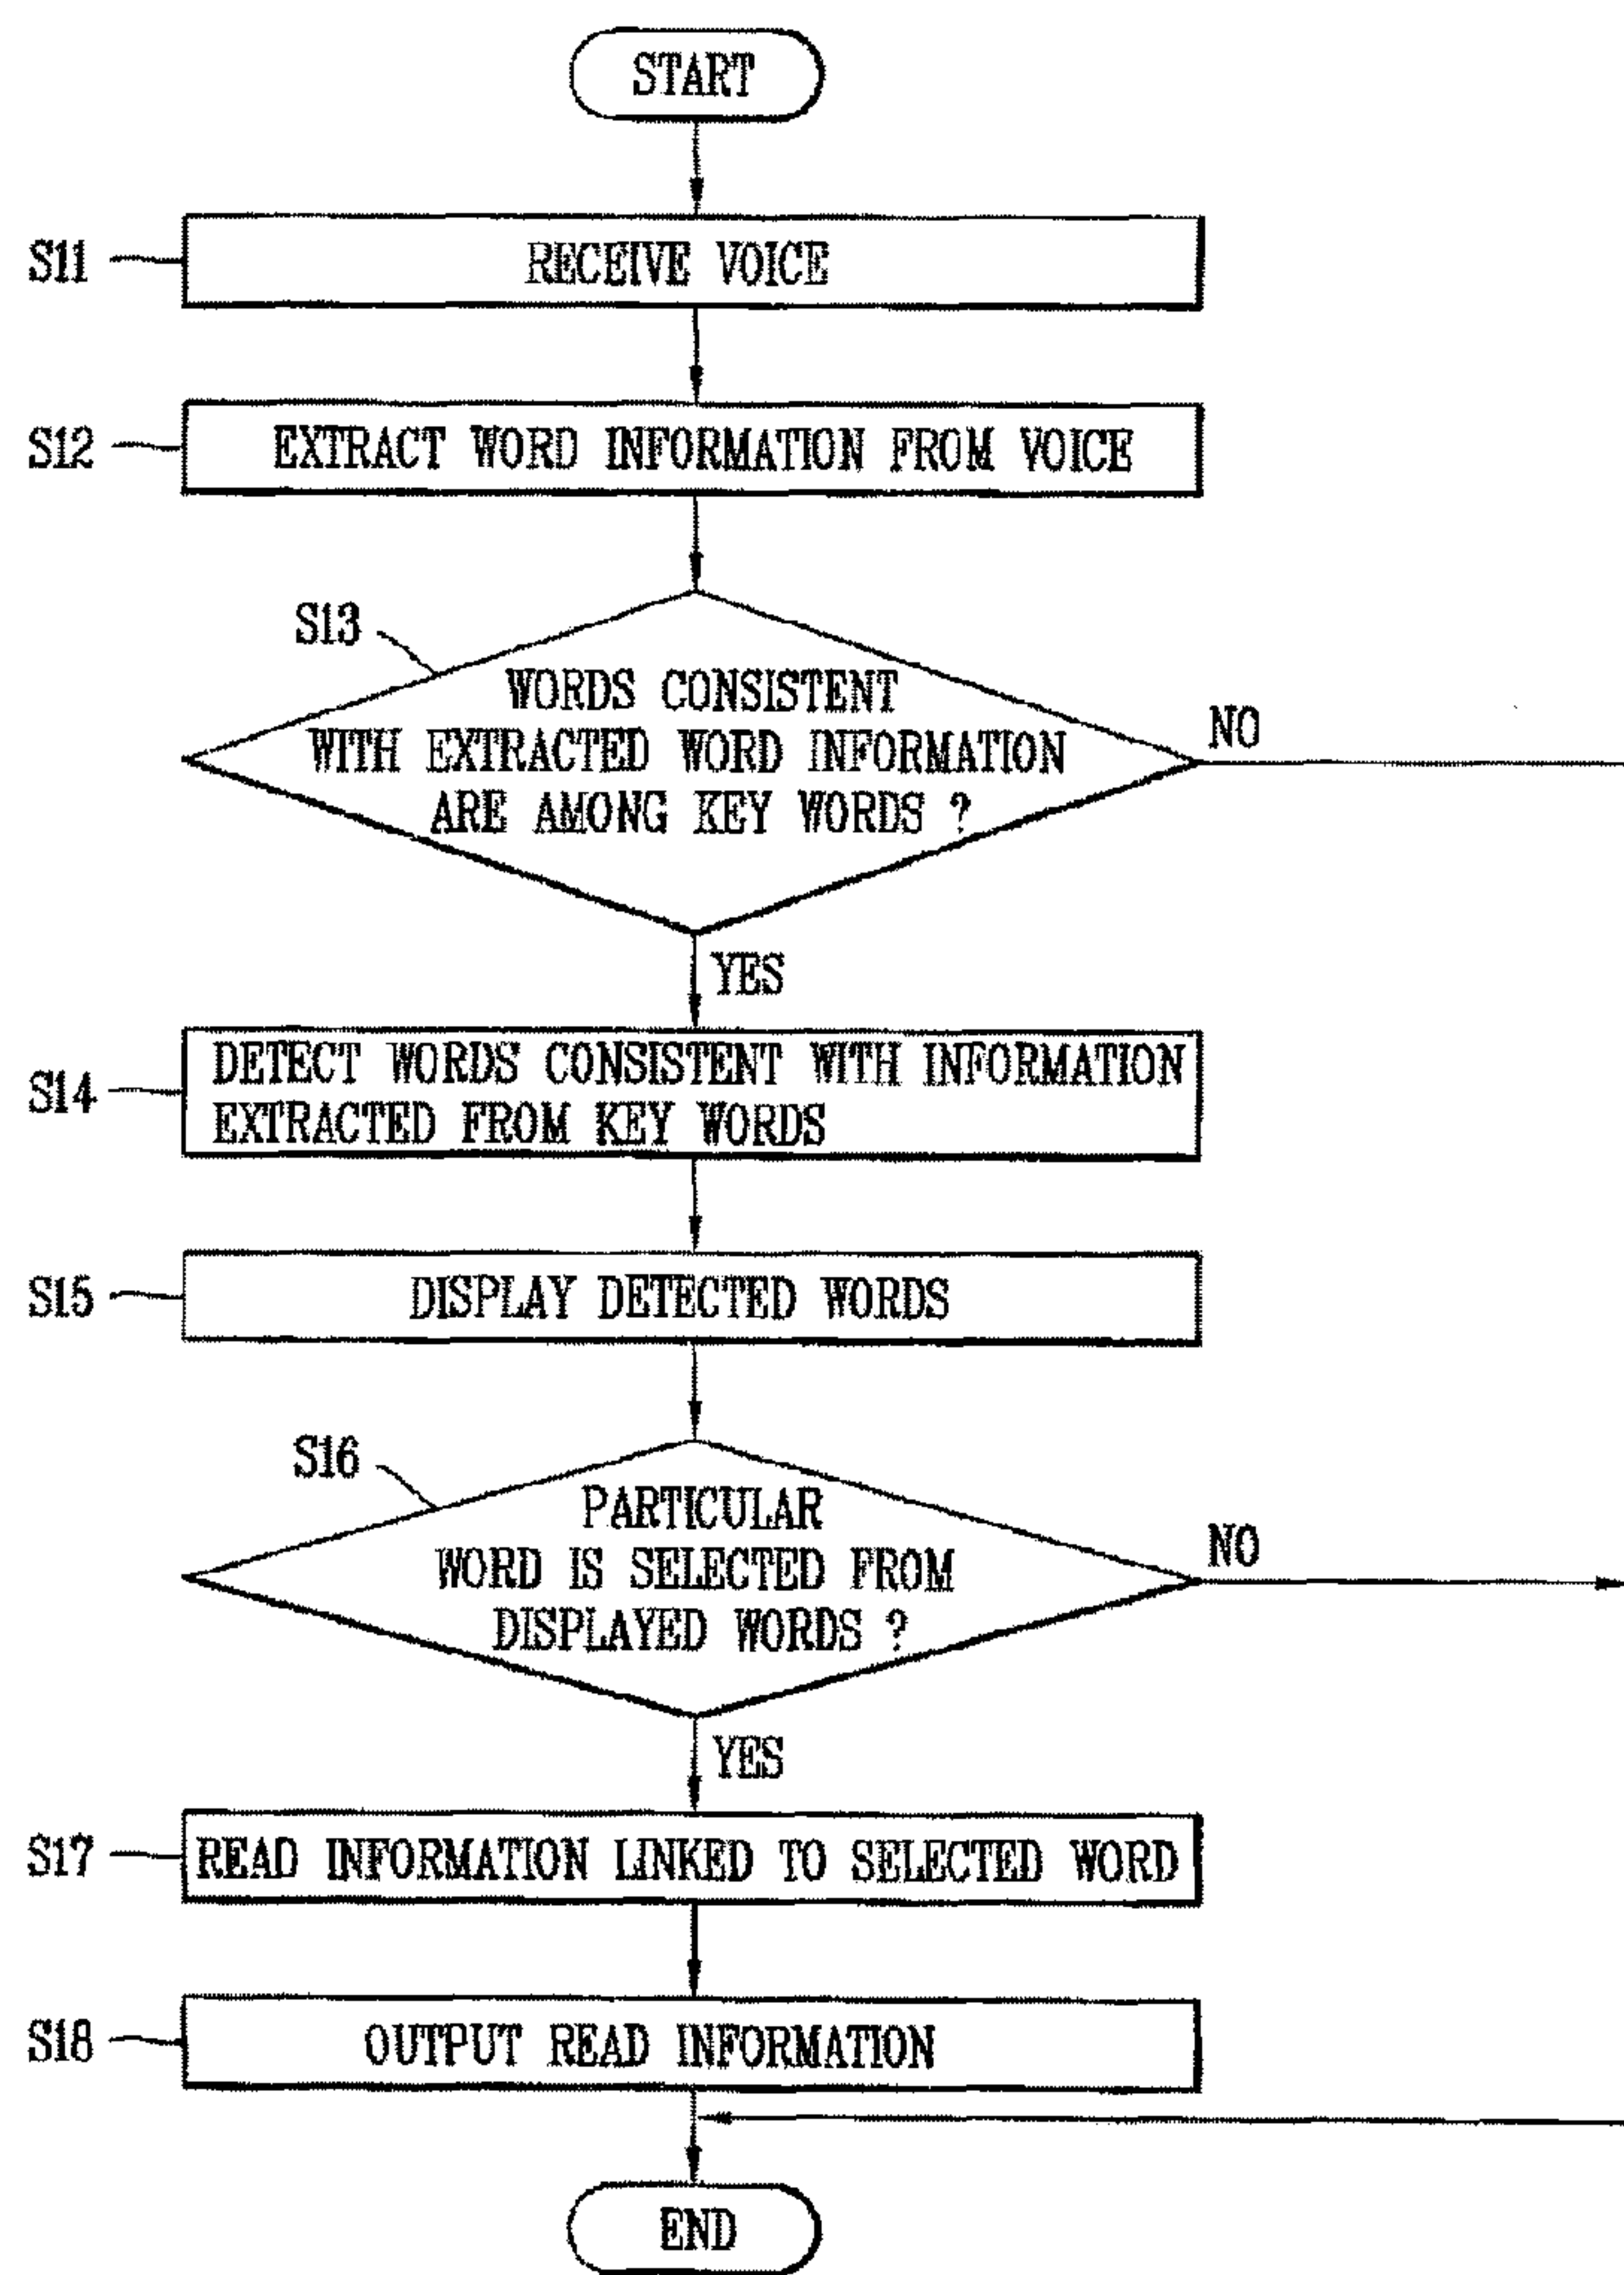 START
S11
RECEIVE VOICE
S12
EXTRACT WORD INFORMATION FROM VOICE
S13
WORDS CONSISTENT
WITH EXTRACTED WORD INFORMATION
ARE AMONG KEY WORDS ?
NO
YES
S14
DETECT WORDS CONSISTENT WITH INFORMATION
EXTRACTED FROM KEY WORDS
S15
DISPLAY DETECTED WORDS
S16
PARTICULAR
WORD IS SELECTED FROM
DISPLAYED WORDS ?
NO
YES
S17
READ INFORMATION LINKED TO SELECTED WORD
S18
OUTPUT READ INFORMATION
END